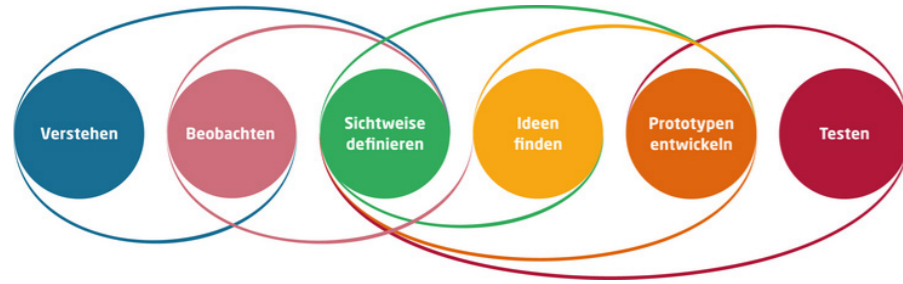 Verstehen
Beobachten
Sichtweise
definieren
Ideen
finden
Prototypen
entwickeln
Testen